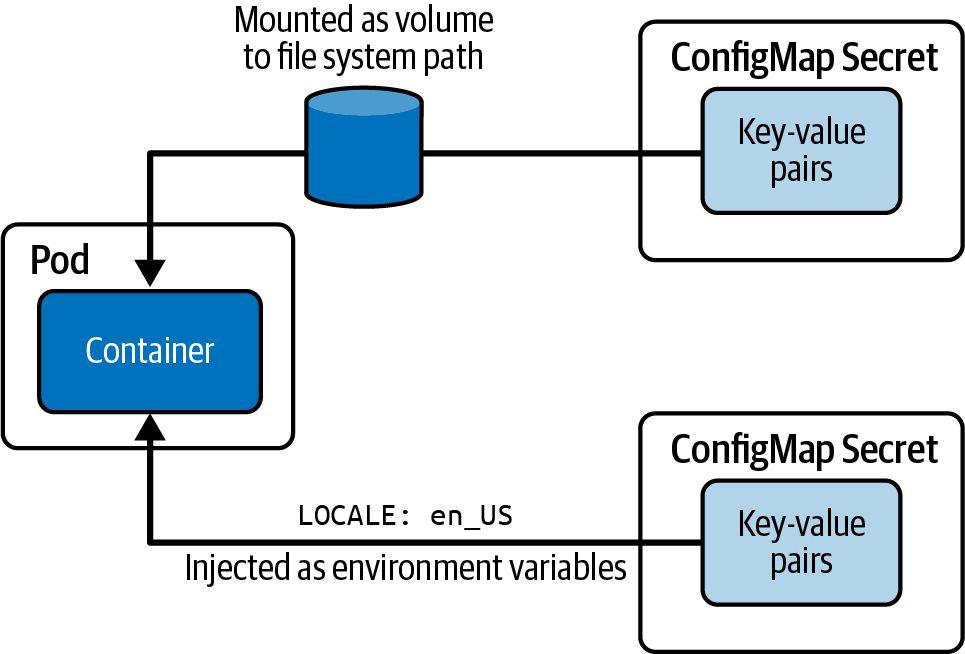 Mounted as volume
to file system path
ConfigMap Secret
Key-value
pairs
Pod
Container
ConfigMap Secret
Key-value
pairs
LOCALE: en_US
Injected as environment variables